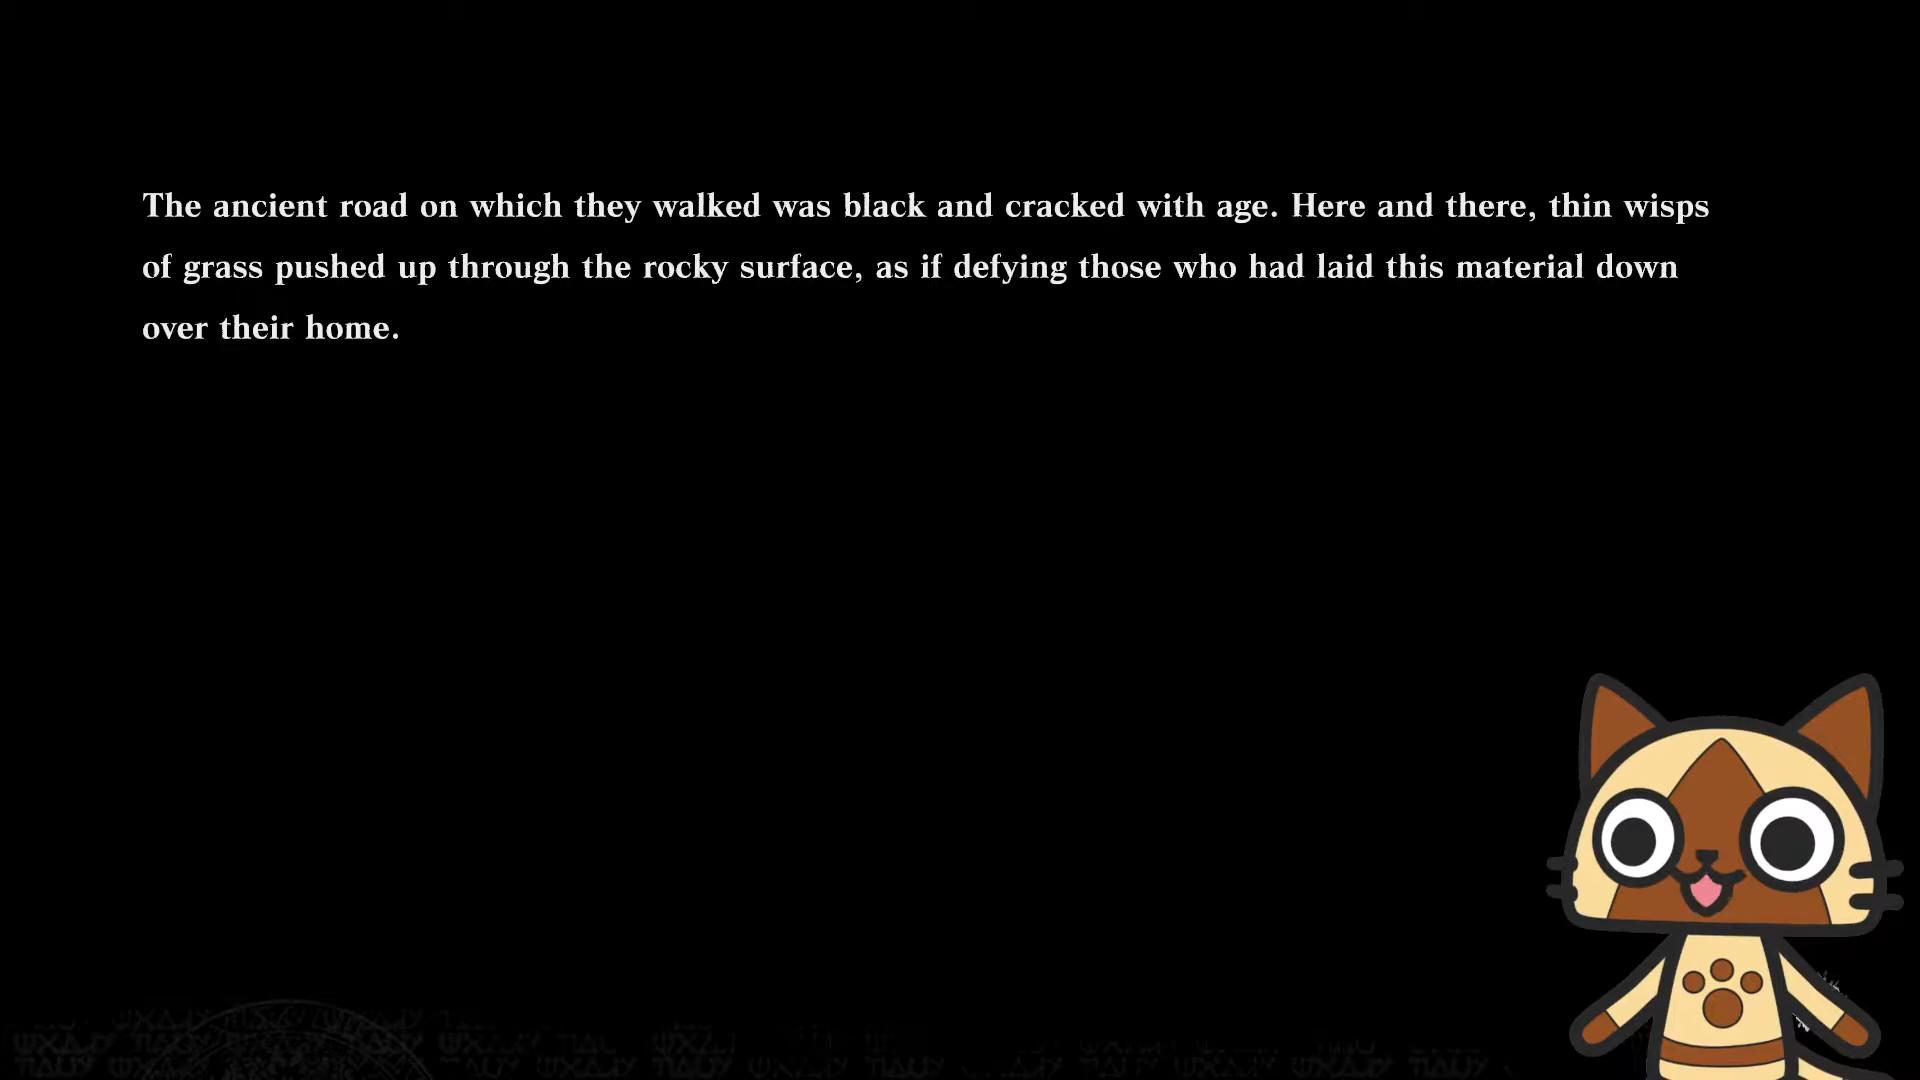 The ancient road on which they walked was black and cracked with age. Here and there, thin wisps
of grass pushed up through the rocky surface, as if defying those who had laid this material down
over their home.